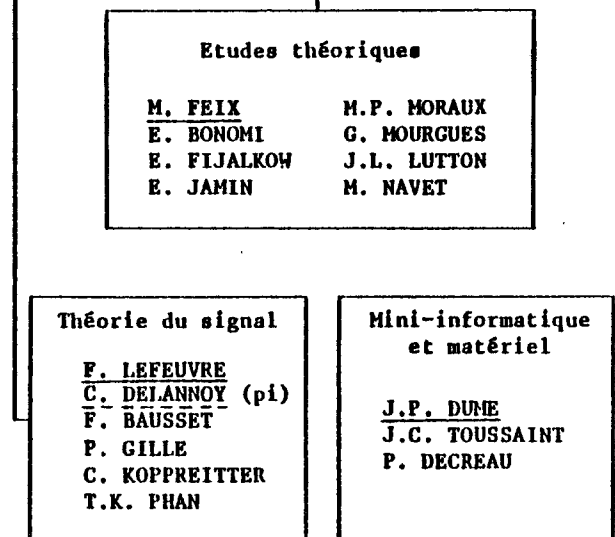 Etudes théoriques
M. FEIX
E. BONOMI
E. FIJALKOW
E. JAMIN
M.P. MORAUX
G. MOURGUES
J.L. LUTTON
M. NAVET
Théorie du signal
F. LEFEUVRE
C. DELANNOY (pi)
F. BAUSSET
P. GILLE
C. KOPPREITTER
T.K. PHAN
Mini-informatique
et matériel
J.P. DUME
J.C. TOUSSAINT
P. DECREAU